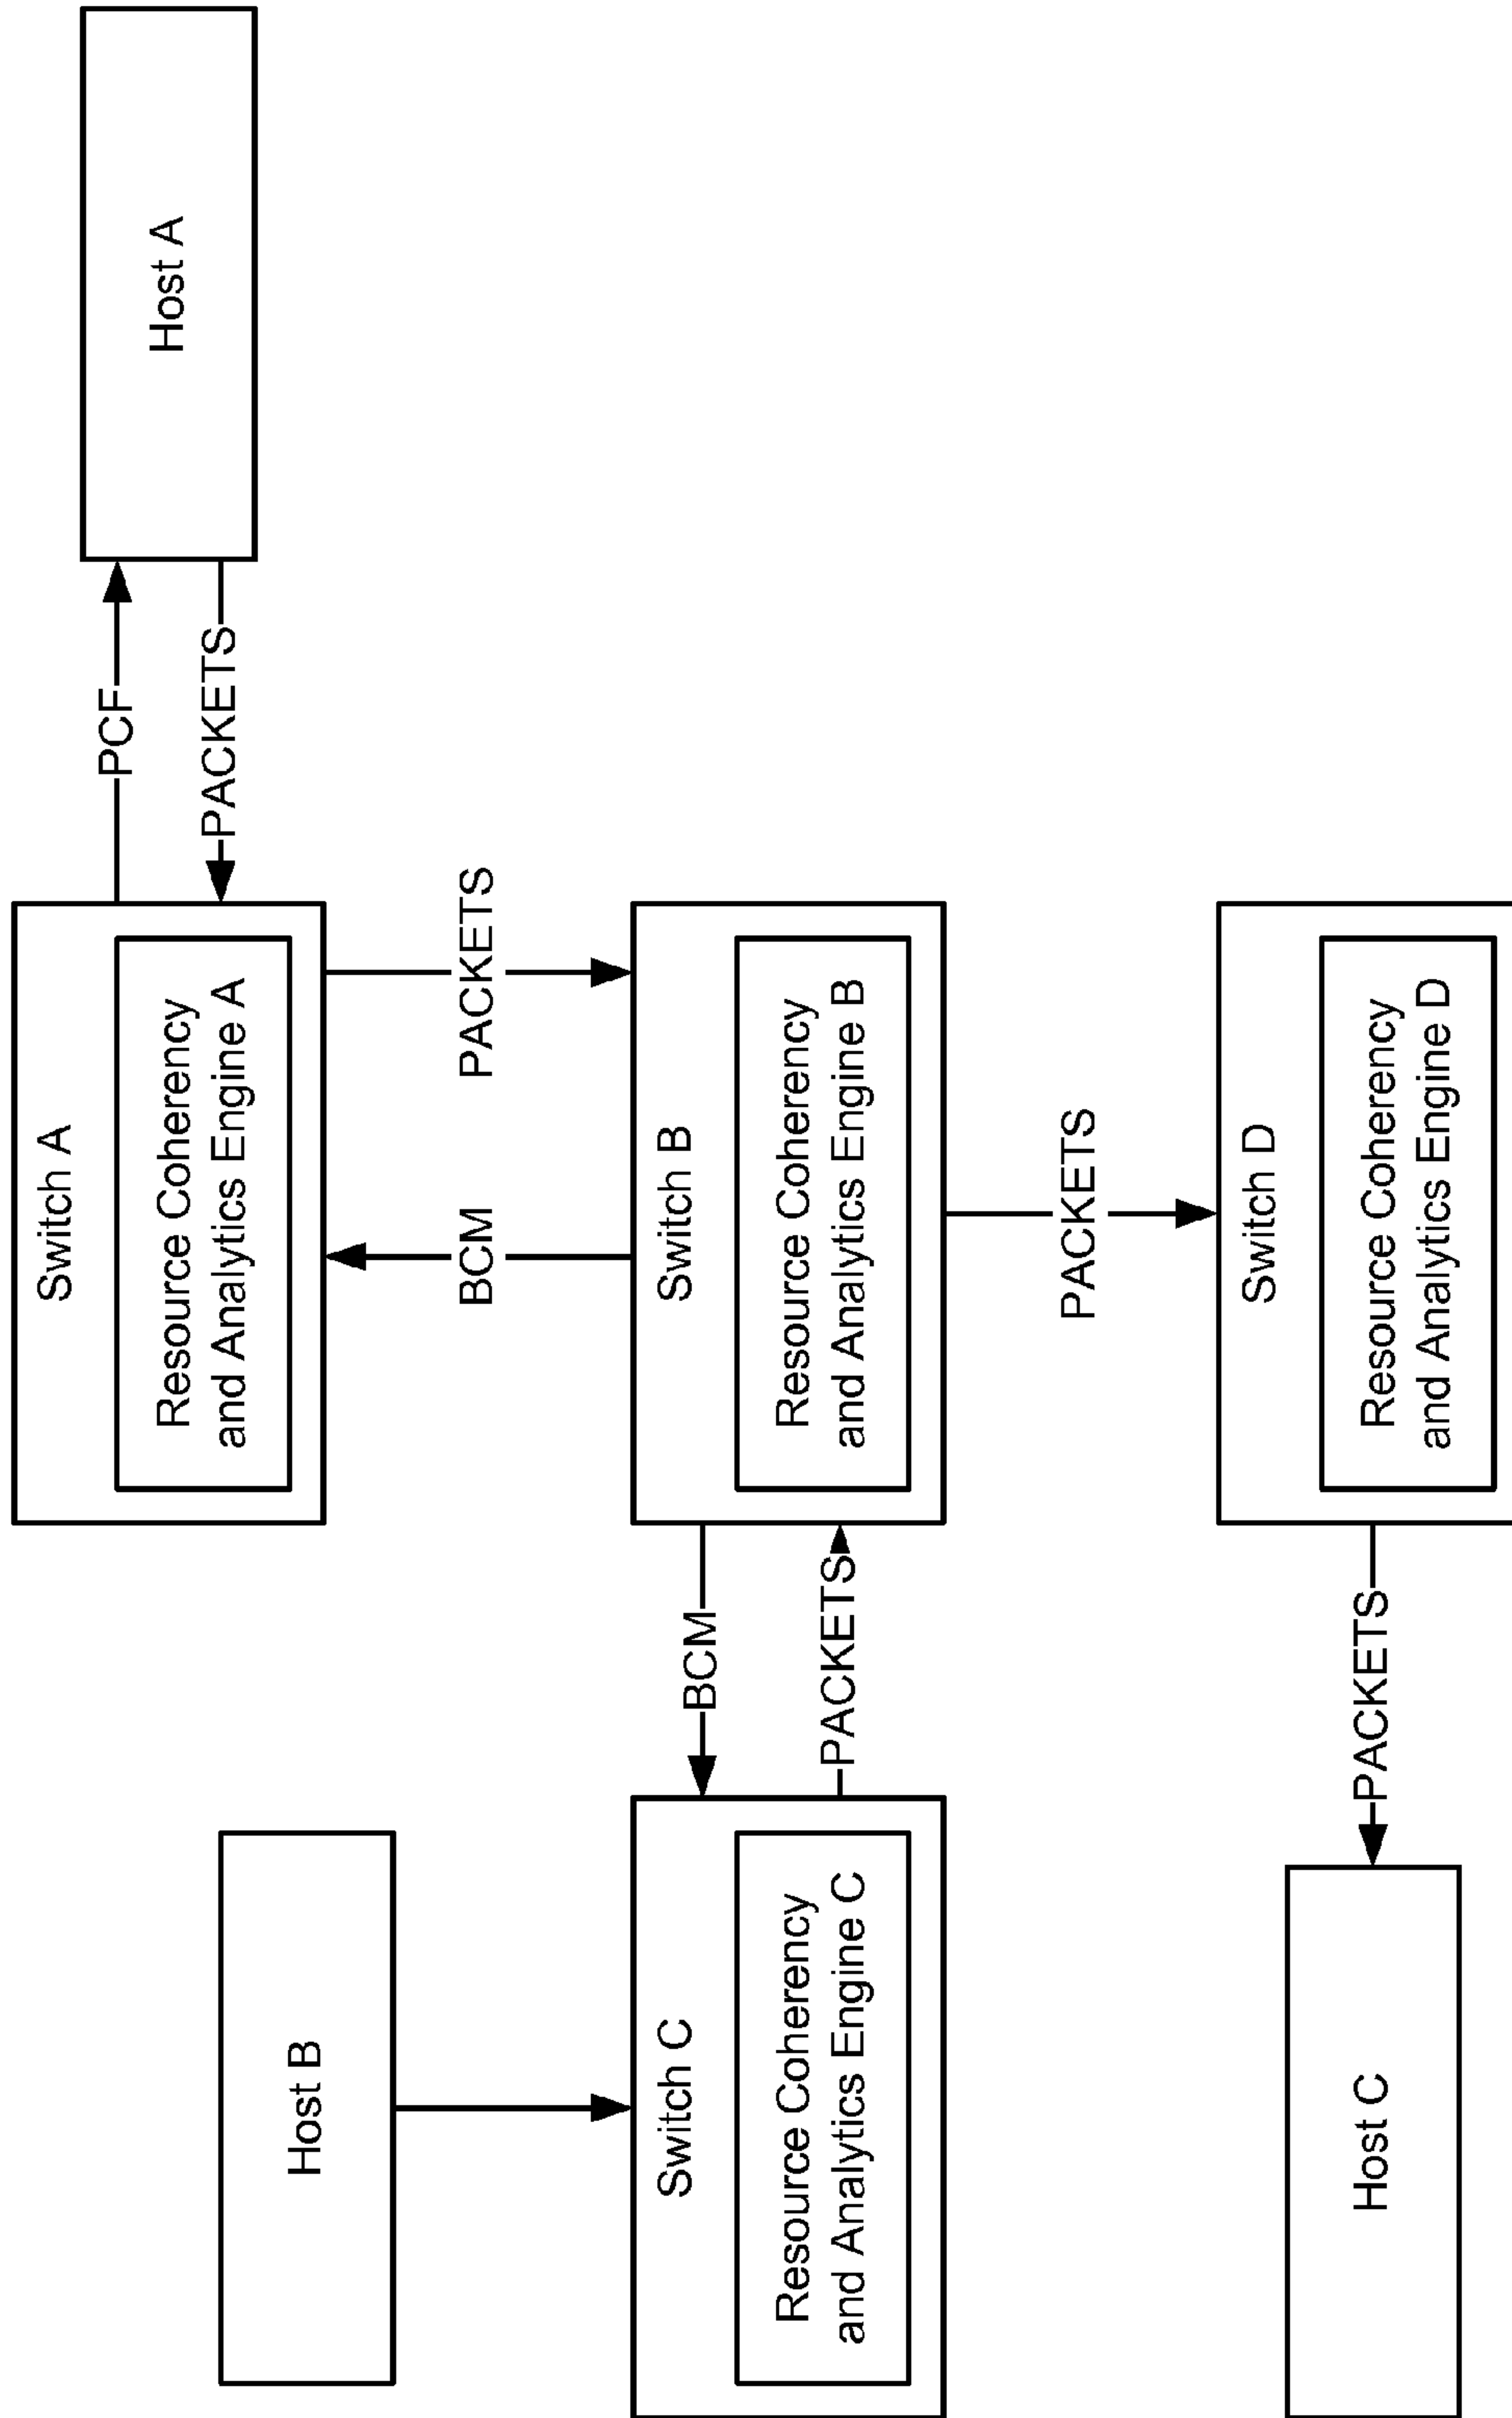 Host A
PCF
PACKETS
Switch A
Resource Coherency
and Analytics Engine A
PACKETS
BCM
Switch B
Resource Coherency
and Analytics Engine B
BCM
PACKETS
Host B
Switch C
Resource Coherency
and Analytics Engine C
PACKETS
Switch D
Resource Coherency
and Analytics Engine D
PACKETS
Host C